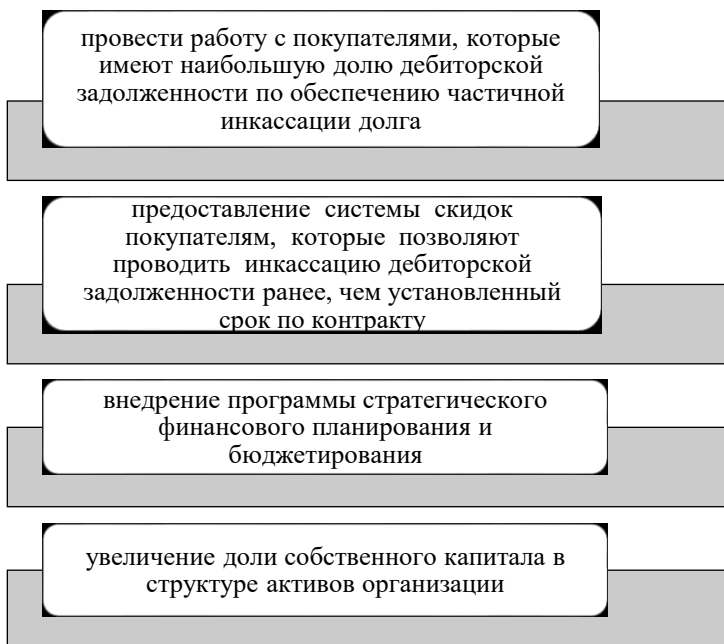 провести работу с покупателями, которые
имеют наибольшую долю дебиторской
задолженности по обеспечению частичной
инкассации долга
предоставление системы скидок
покупателям, которые позволяют
проводить инкассацию дебиторской
задолженности ранее, чем установленный
срок по контракту
внедрение программы стратегического
финансового планирования и
бюджетирования
увеличение доли собственного капитала в
структуре активов организации